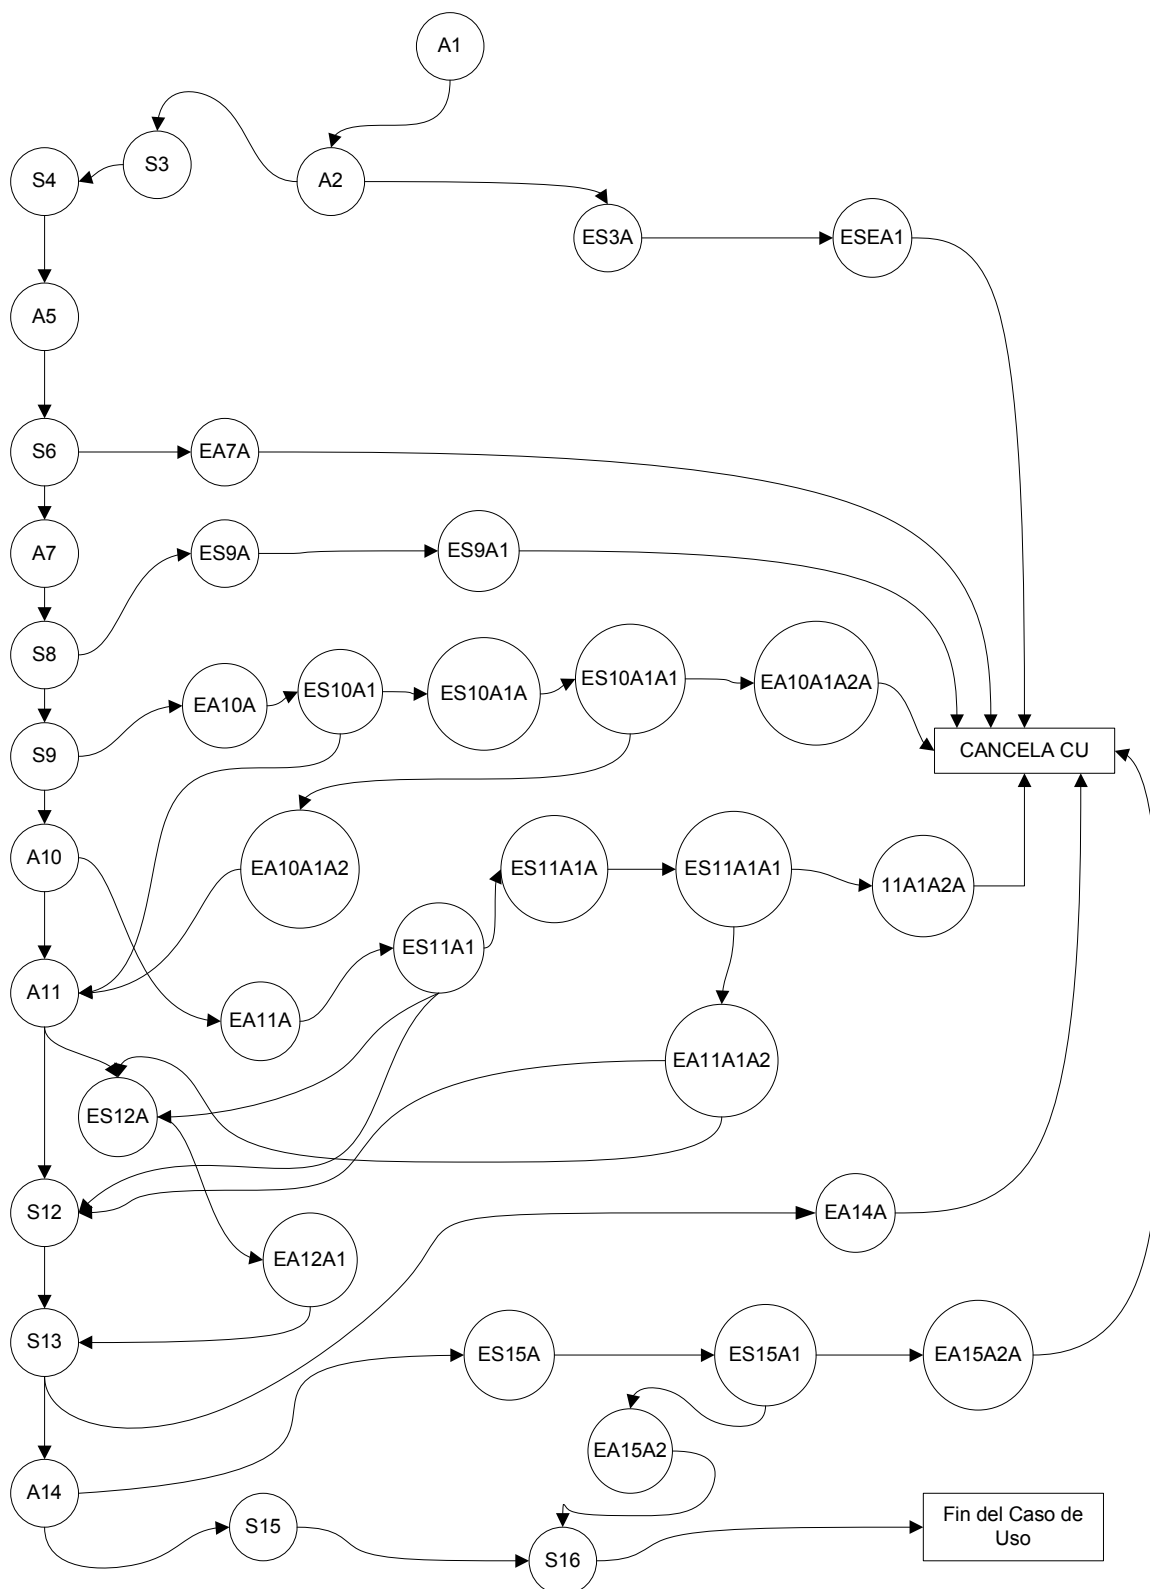 A1
S3
S4
A2
ES3A
ESEA1
A5
S6
EA7A
A7
ES9A
ES9A1
S8
EA10A
ES10A1
ES10A1A
ES10A1A1
EA10A1A2A
S9
CANCELA CU
A10
EA10A1A2
ES11A1A
ES11A1A1
11A1A2A
ES11A1
A11
EA11A
EA11A1A2
ES12A
S12
EA14A
EA12A1
S13
ES15A
ES15A1
EA15A2A
EA15A2
A14
S15
Fin del Caso de
Uso
S16